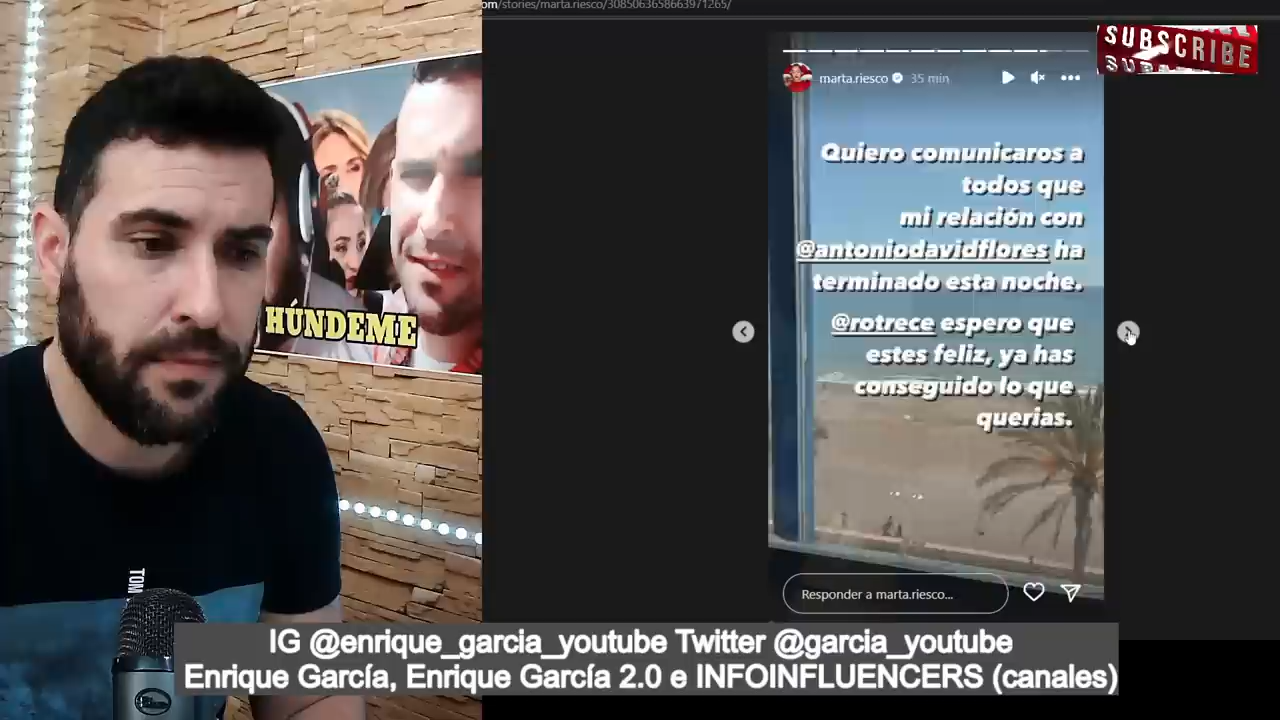 om/stories/marta.riesco/3085063658663971265/
SUBSCRIBE
marta.riesco 35 min
Quiero comunicaros a
todos que
mi relación con
@antoniodavidflores ha
terminado esta noche.
@rotrece espero que
estes feliz, ya has
conseguido lo que
querias.
HÚNDEME
TOM
Responder a marta.riesco...
IG @enrique_garcia_youtube Twitter @garcia_youtube
Enrique García, Enrique García 2.0 e INFOINFLUENCERS (canales)